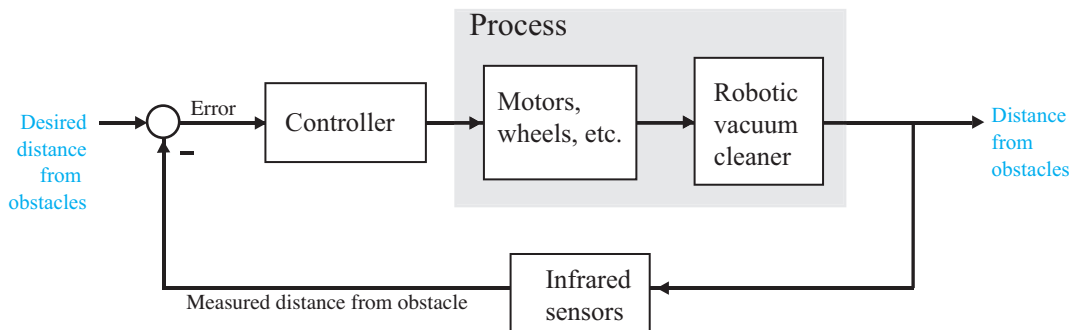 Process
Desired
distance
from
obstacles
Error
−
Controller
Motors,
wheels, etc.
Robotic
vacuum
cleaner
Distance
from
obstacles
Infrared
sensors
Measured distance from obstacle